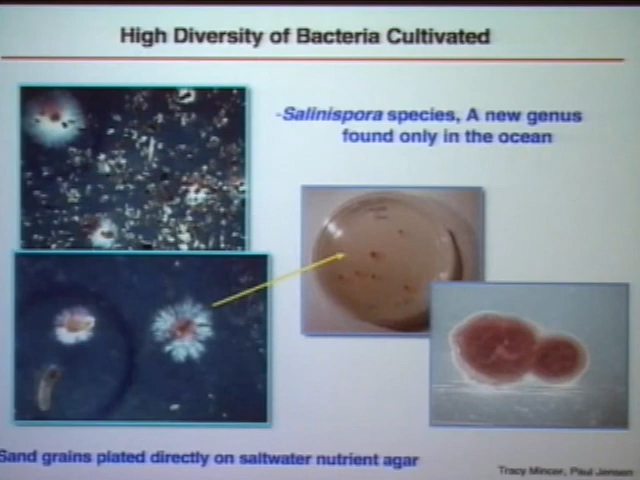 High Diversity of Bacteria Cultivated
-Salinispora species, A new genus
found only in the ocean
Sand grains plated directly on saltwater nutrient agar
Tracy Mincer, Paul Jensen